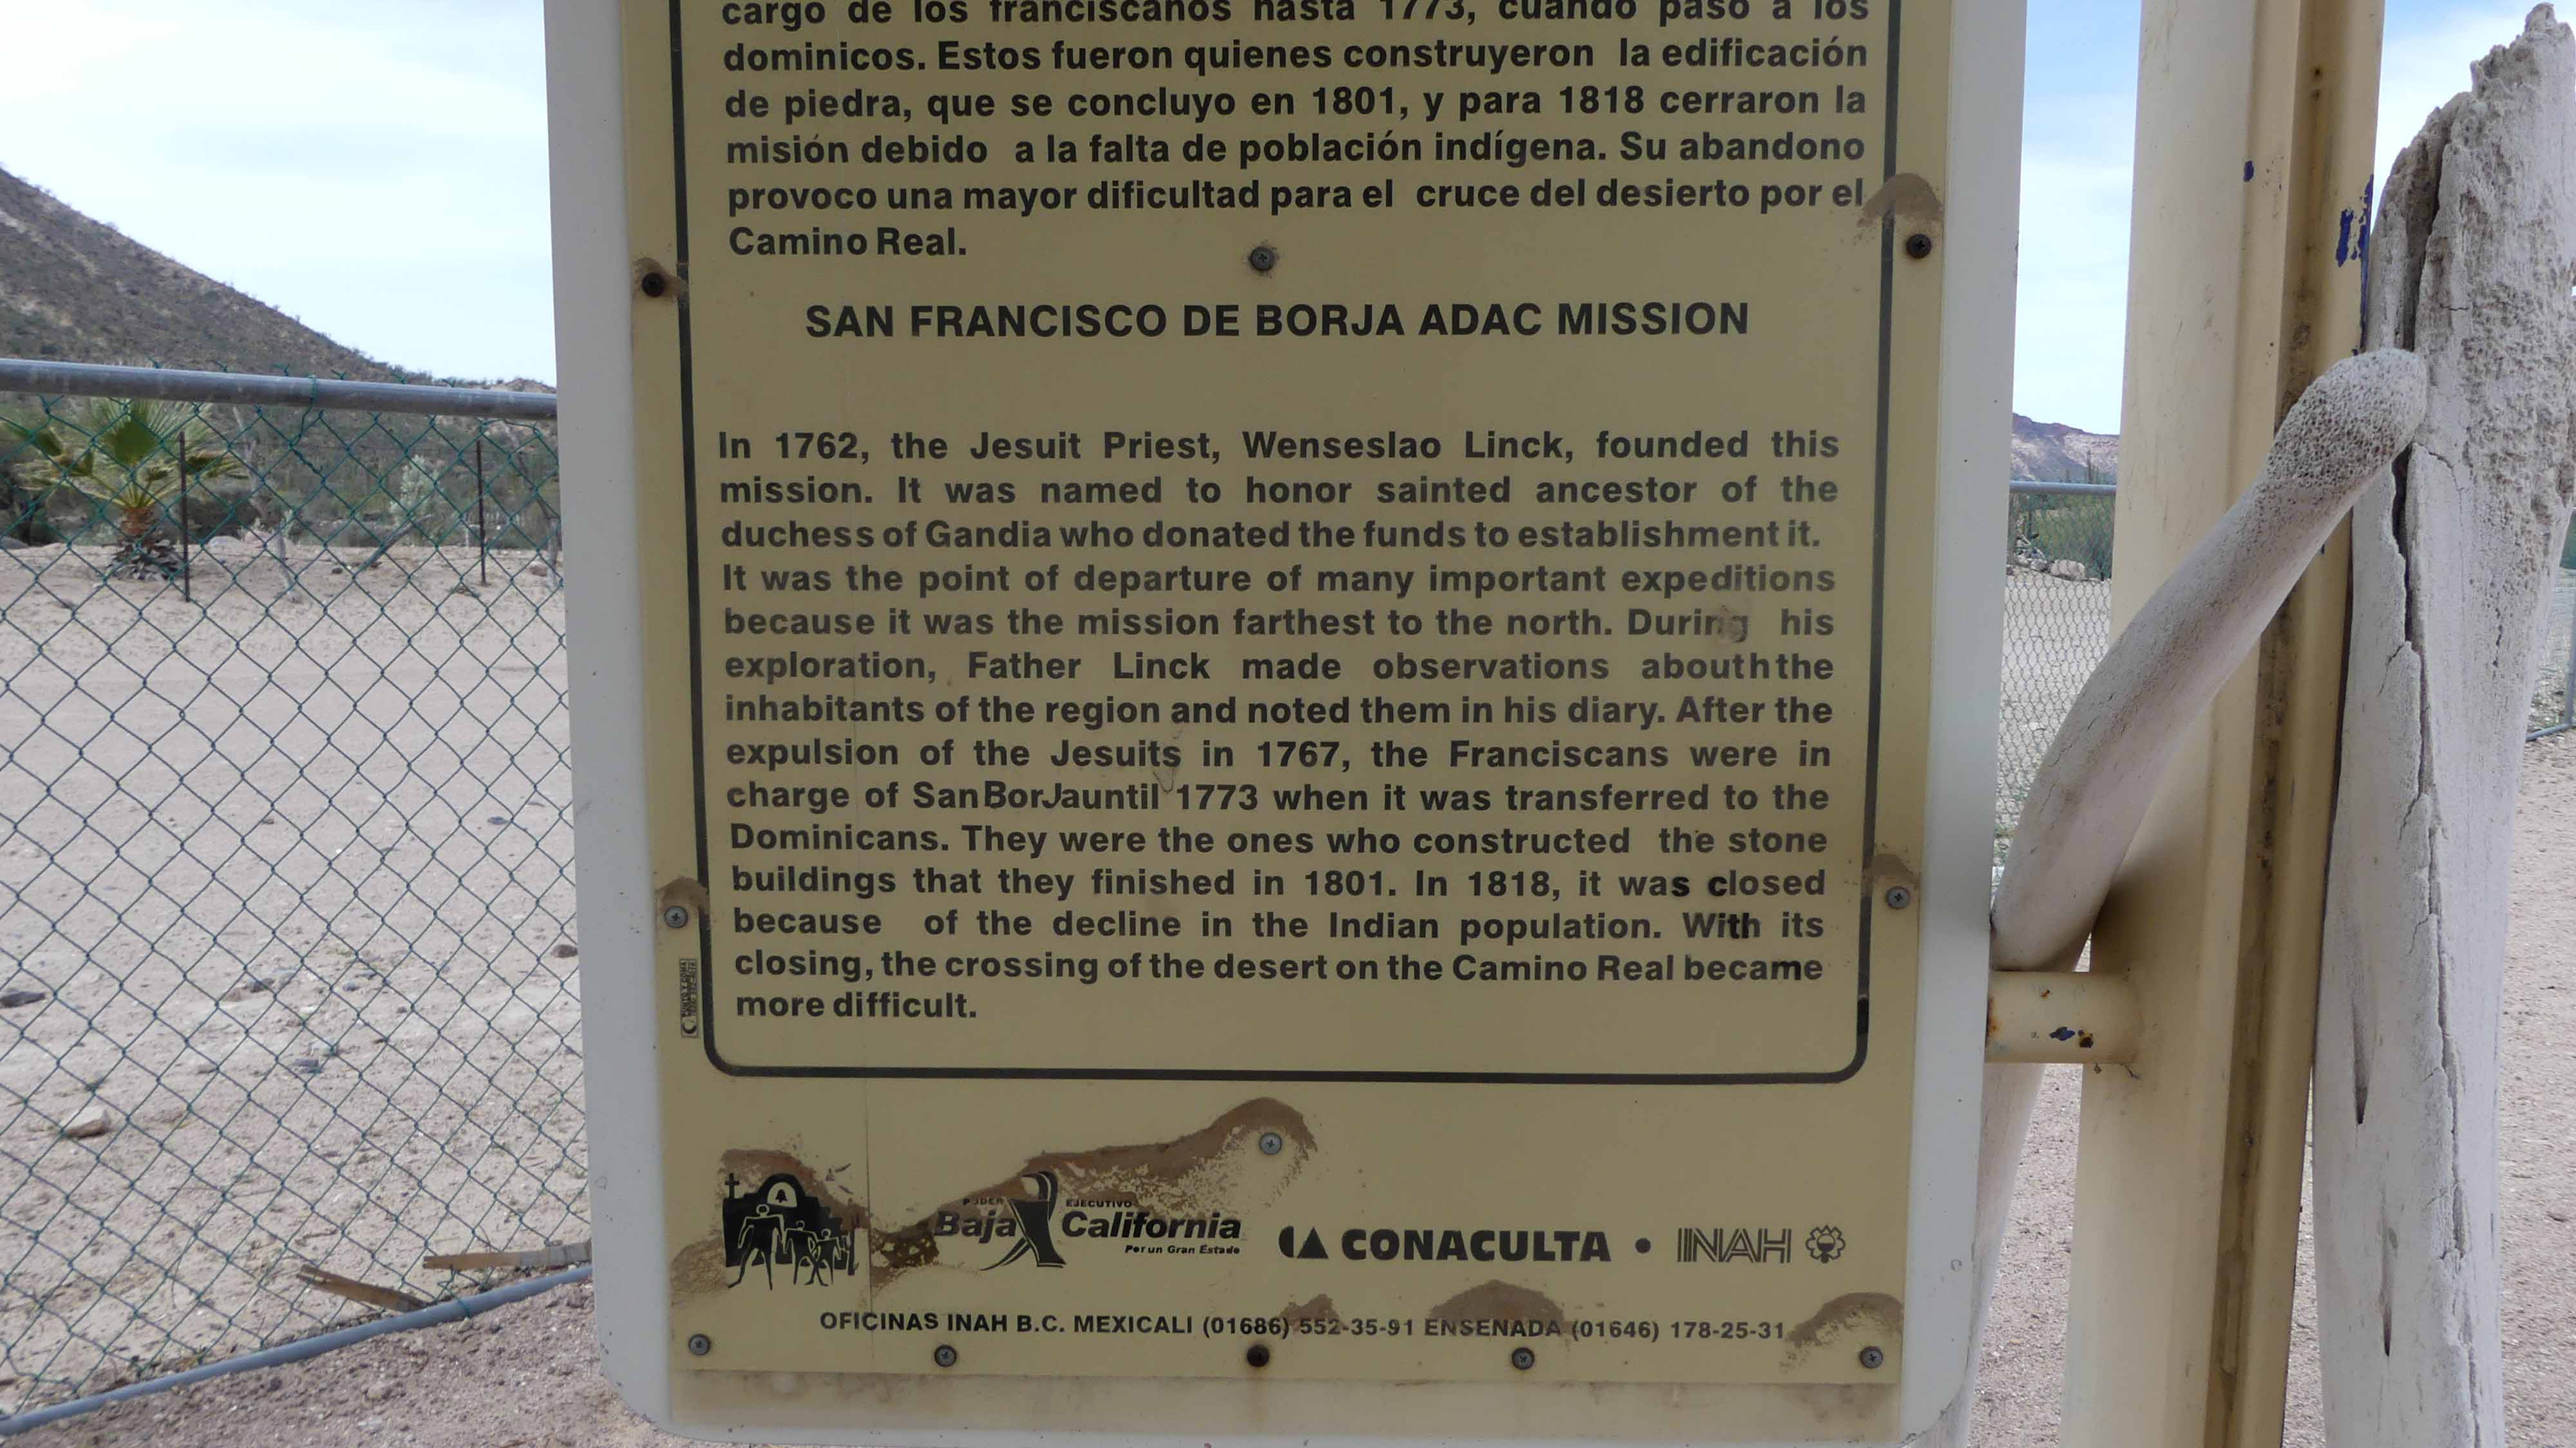 cargo de los franciscanos hasta 1773, cuando paso a los
dominicos. Estos fueron quienes construyeron la edificación
de piedra, que se concluyo en 1801, y para 1818 cerraron la
misión debido a la falta de población indígena. Su abandono
provoco una mayor dificultad para el cruce del desierto por el
Camino Real.
SAN FRANCISCO DE BORJA ADAC MISSION
In 1762, the Jesuit Priest, Wenseslao Linck, founded this
mission. It was named to honor sainted ancestor of the
duchess of Gandia who donated the funds to establishment it.
It was the point of departure of many important expeditions
because it was the mission farthest to the north. During his
exploration, Father Linck made observations abouththe
inhabitants of the region and noted them in his diary. After the
expulsion of the Jesuits in 1767, the Franciscans were in
charge of SanBorJauntil 1773 when it was transferred to the
Dominicans. They were the ones who constructed the stone
buildings that they finished in 1801. In 1818, it was closed
because of the decline in the Indian population. With its
closing, the crossing of the desert on the Camino Real became
more difficult.
PODER EJECUTIVO
Baja California
Por un Gran Estado
CONACULTA • INAH
OFICINAS INAH B.C. MEXICALI (01686) 552-35-91 ENSENADA (01646) 178-25-31